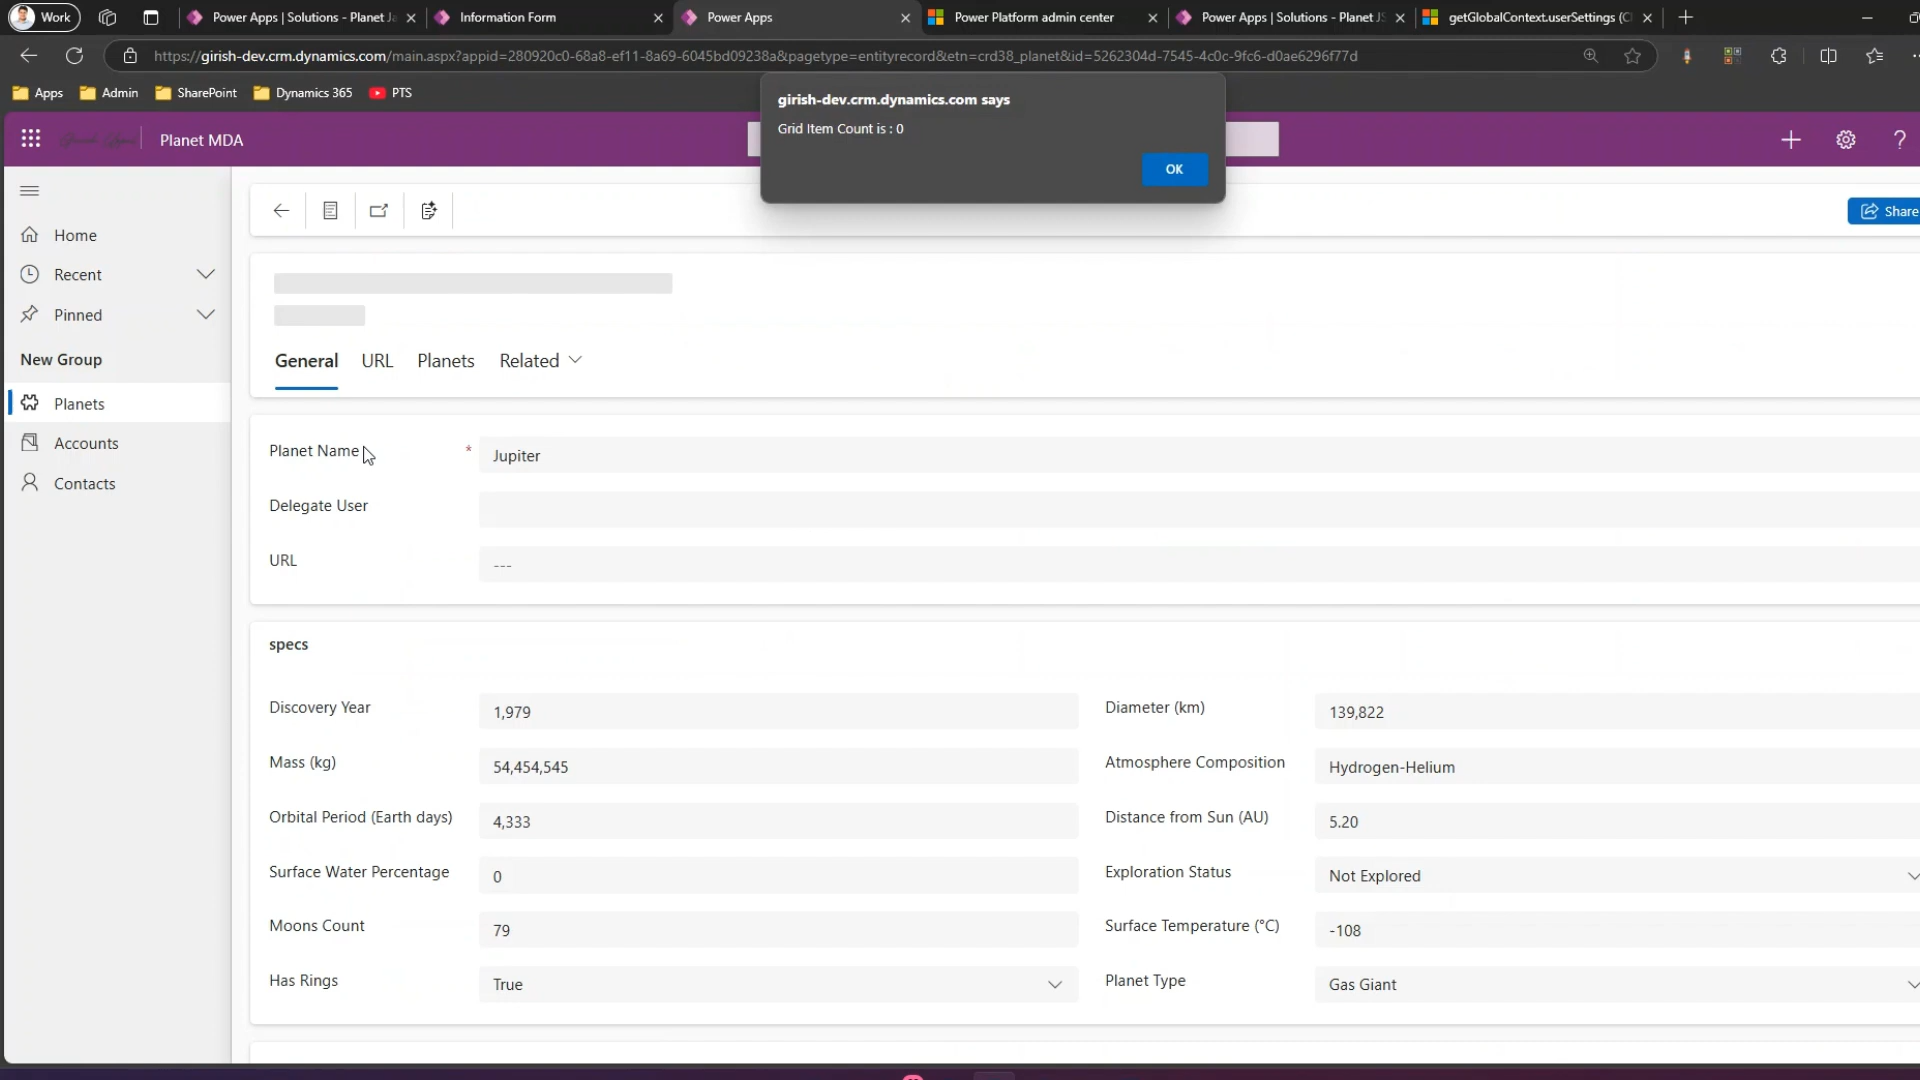 Work
Power Apps | Solutions - Planet J
Information Form
Power Apps
Power Platform admin center
Power Apps | Solutions - Planet JS
getGlobalContext.userSettings (Cl
https://girish-dev.crm.dynamics.com/main.aspx?appid=280920c0-68a8-ef11-8a69-6045bd09238a&pagetype=entityrecord&etn=crd38_planet&id=5262304d-7545-4c0c-9fc6-d0ae6296f77d
Apps
Admin
SharePoint
Dynamics 365
PTS
girish-dev.crm.dynamics.com says
Grid Item Count is : 0
OK
Planet MDA
Share
Home
Recent
Pinned
New Group
Planets
Accounts
Contacts
General
URL
Planets
Related
Planet Name
*
Jupiter
Delegate User
URL
---
specs
Discovery Year
1,979
Diameter (km)
139,822
Mass (kg)
54,454,545
Atmosphere Composition
Hydrogen-Helium
Orbital Period (Earth days)
4,333
Distance from Sun (AU)
5.20
Surface Water Percentage
0
Exploration Status
Not Explored
Moons Count
79
Surface Temperature (°C)
-108
Has Rings
True
Planet Type
Gas Giant